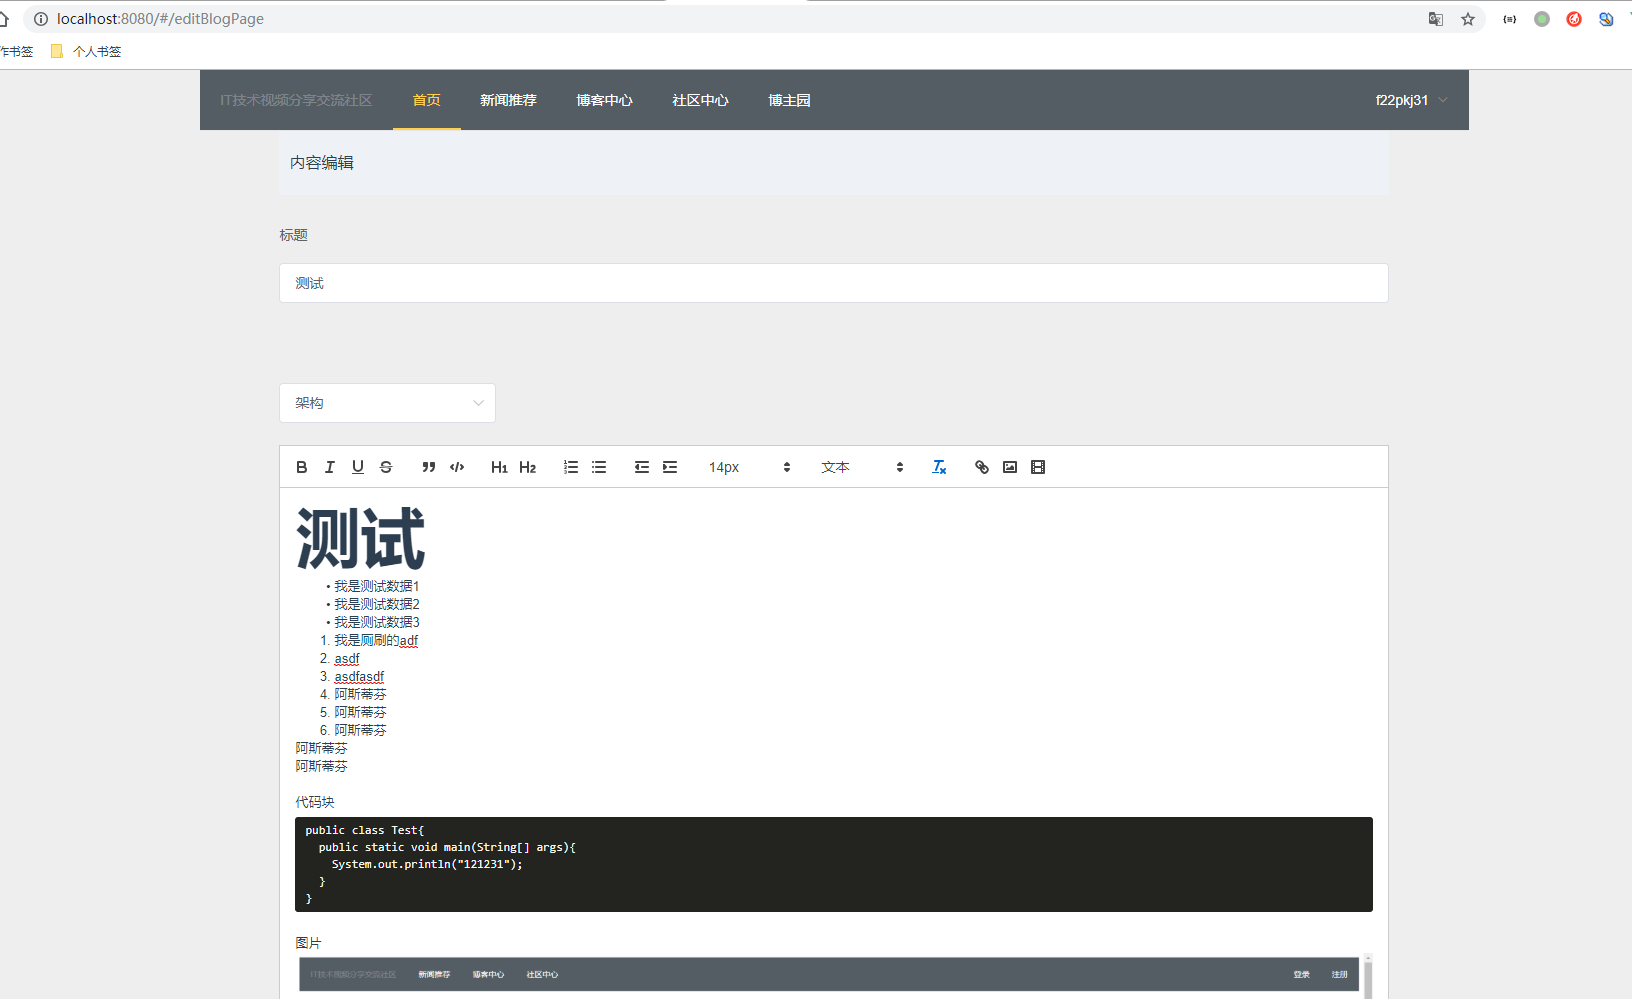 localhost:8080/#/editBlogPage
作书签 个人书签
IT技术视频分享交流社区 首页 新闻推荐 博客中心 社区中心 博主园 f22pkj31
内容编辑
标题
测试
架构
B I U S H1 H2 14px 文本
测试
• 我是测试数据1
• 我是测试数据2
• 我是测试数据3
1. 我是厕刷的adf
2. asdf
3. asdfasdf
4. 阿斯蒂芬
5. 阿斯蒂芬
6. 阿斯蒂芬
阿斯蒂芬
阿斯蒂芬
代码块
public class Test{
public static void main(String[] args){
System.out.println("121231");
}
}
图片
IT技术视频分享交流社区 新闻推荐 博客中心 社区中心 登录 注册